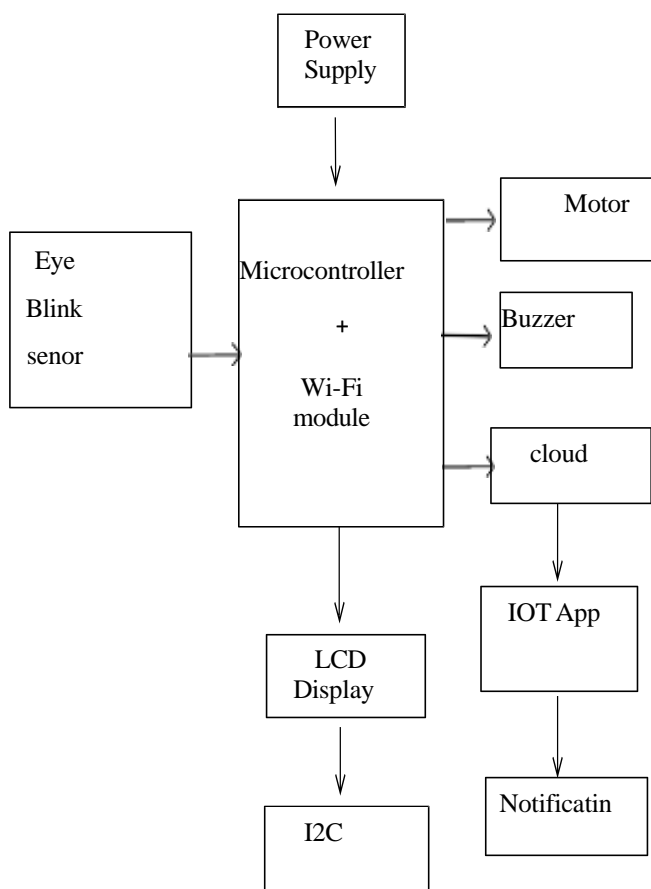 Power
Supply
Motor
Eye
Blink
senor
Microcontroller
+
Wi-Fi
module
Buzzer
cloud
IOT App
LCD
Display
Notificatin
I2C